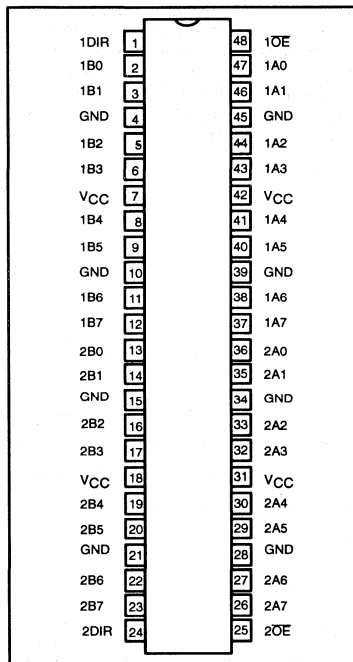 1DIR 1 48 1O̅E̅
1B0 2 47 1A0
1B1 3 46 1A1
GND 4 45 GND
1B2 5 44 1A2
1B3 6 43 1A3
VCC 7 42 VCC
1B4 8 41 1A4
1B5 9 40 1A5
GND 10 39 GND
1B6 11 38 1A6
1B7 12 37 1A7
2B0 13 36 2A0
2B1 14 35 2A1
GND 15 34 GND
2B2 16 33 2A2
2B3 17 32 2A3
VCC 18 31 VCC
2B4 19 30 2A4
2B5 20 29 2A5
GND 21 28 GND
2B6 22 27 2A6
2B7 23 26 2A7
2DIR 24 25 2O̅E̅